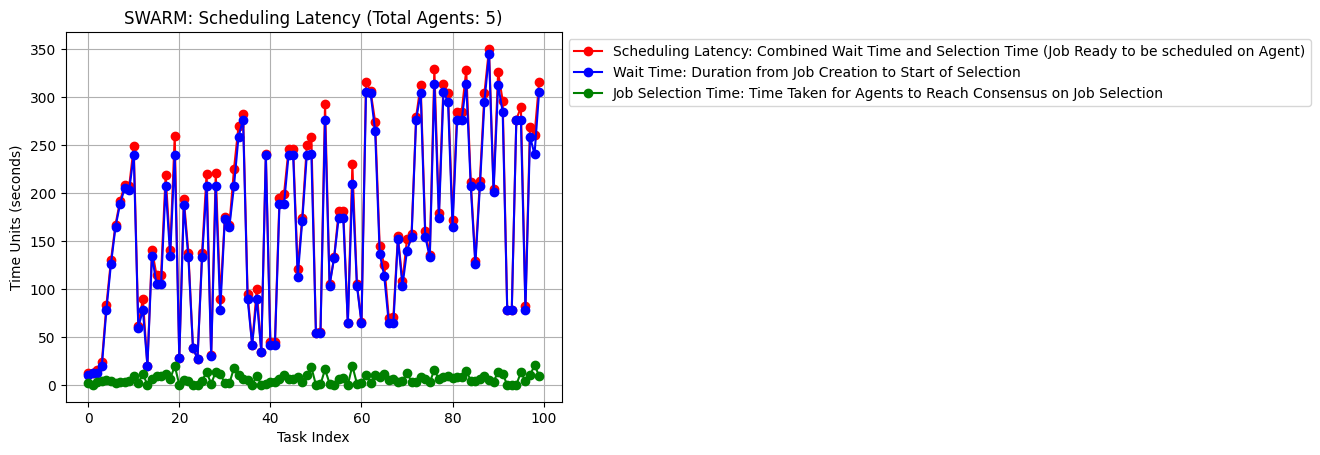 SWARM: Scheduling Latency (Total Agents: 5)
Scheduling Latency: Combined Wait Time and Selection Time (Job Ready to be scheduled on Agent)
Wait Time: Duration from Job Creation to Start of Selection
Job Selection Time: Time Taken for Agents to Reach Consensus on Job Selection
Time Units (seconds)
350
300
250
200
150
100
50
0
0 20 40 60 80 100
Task Index